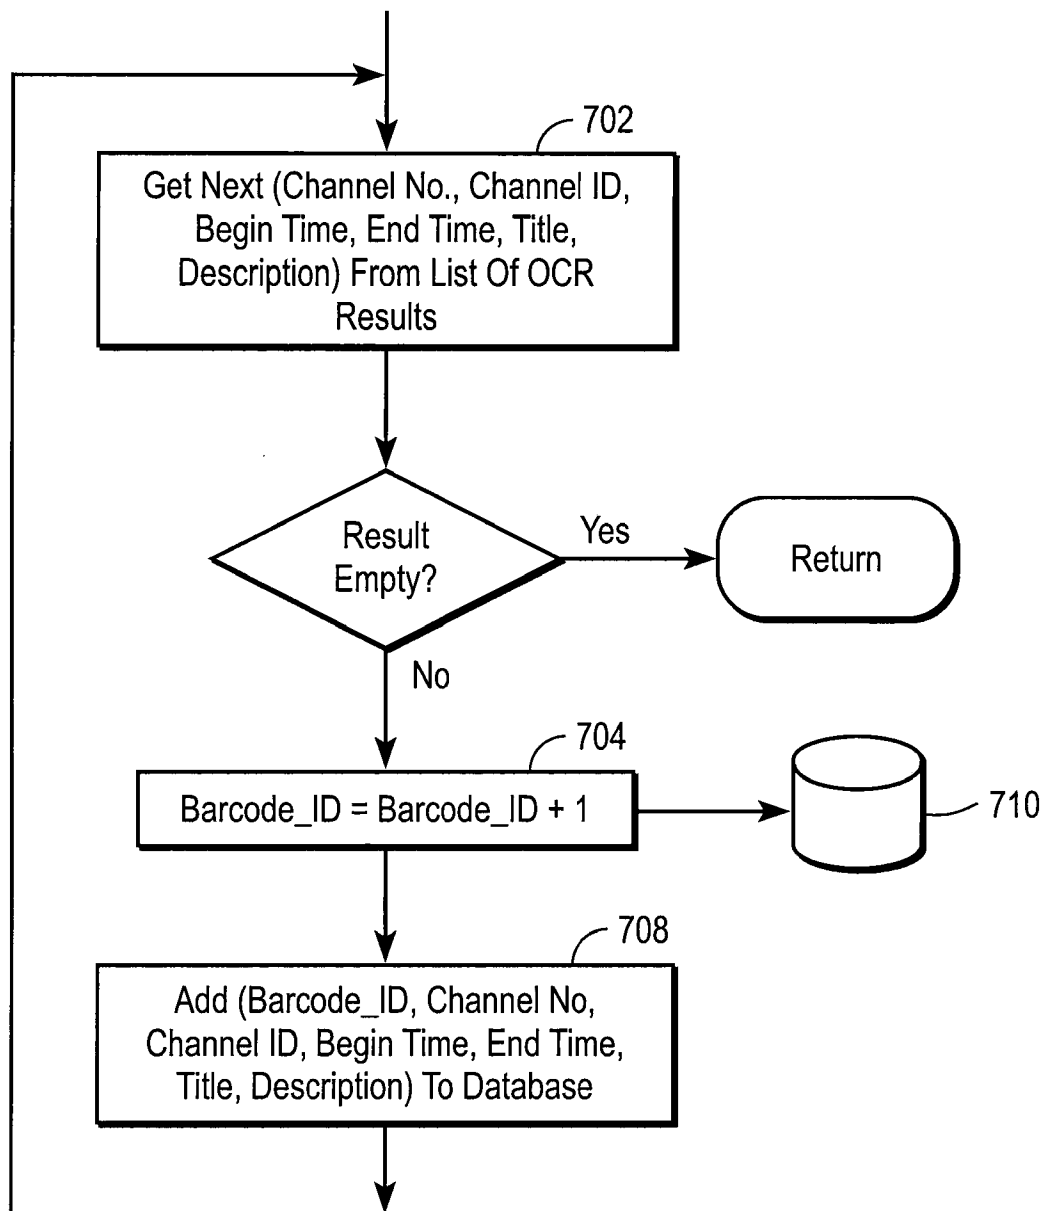 702
Get Next (Channel No., Channel ID,
Begin Time, End Time, Title,
Description) From List Of OCR
Results
Result
Empty?
Yes
Return
No
704
Barcode_ID = Barcode_ID + 1
710
708
Add (Barcode_ID, Channel No,
Channel ID, Begin Time, End Time,
Title, Description) To Database